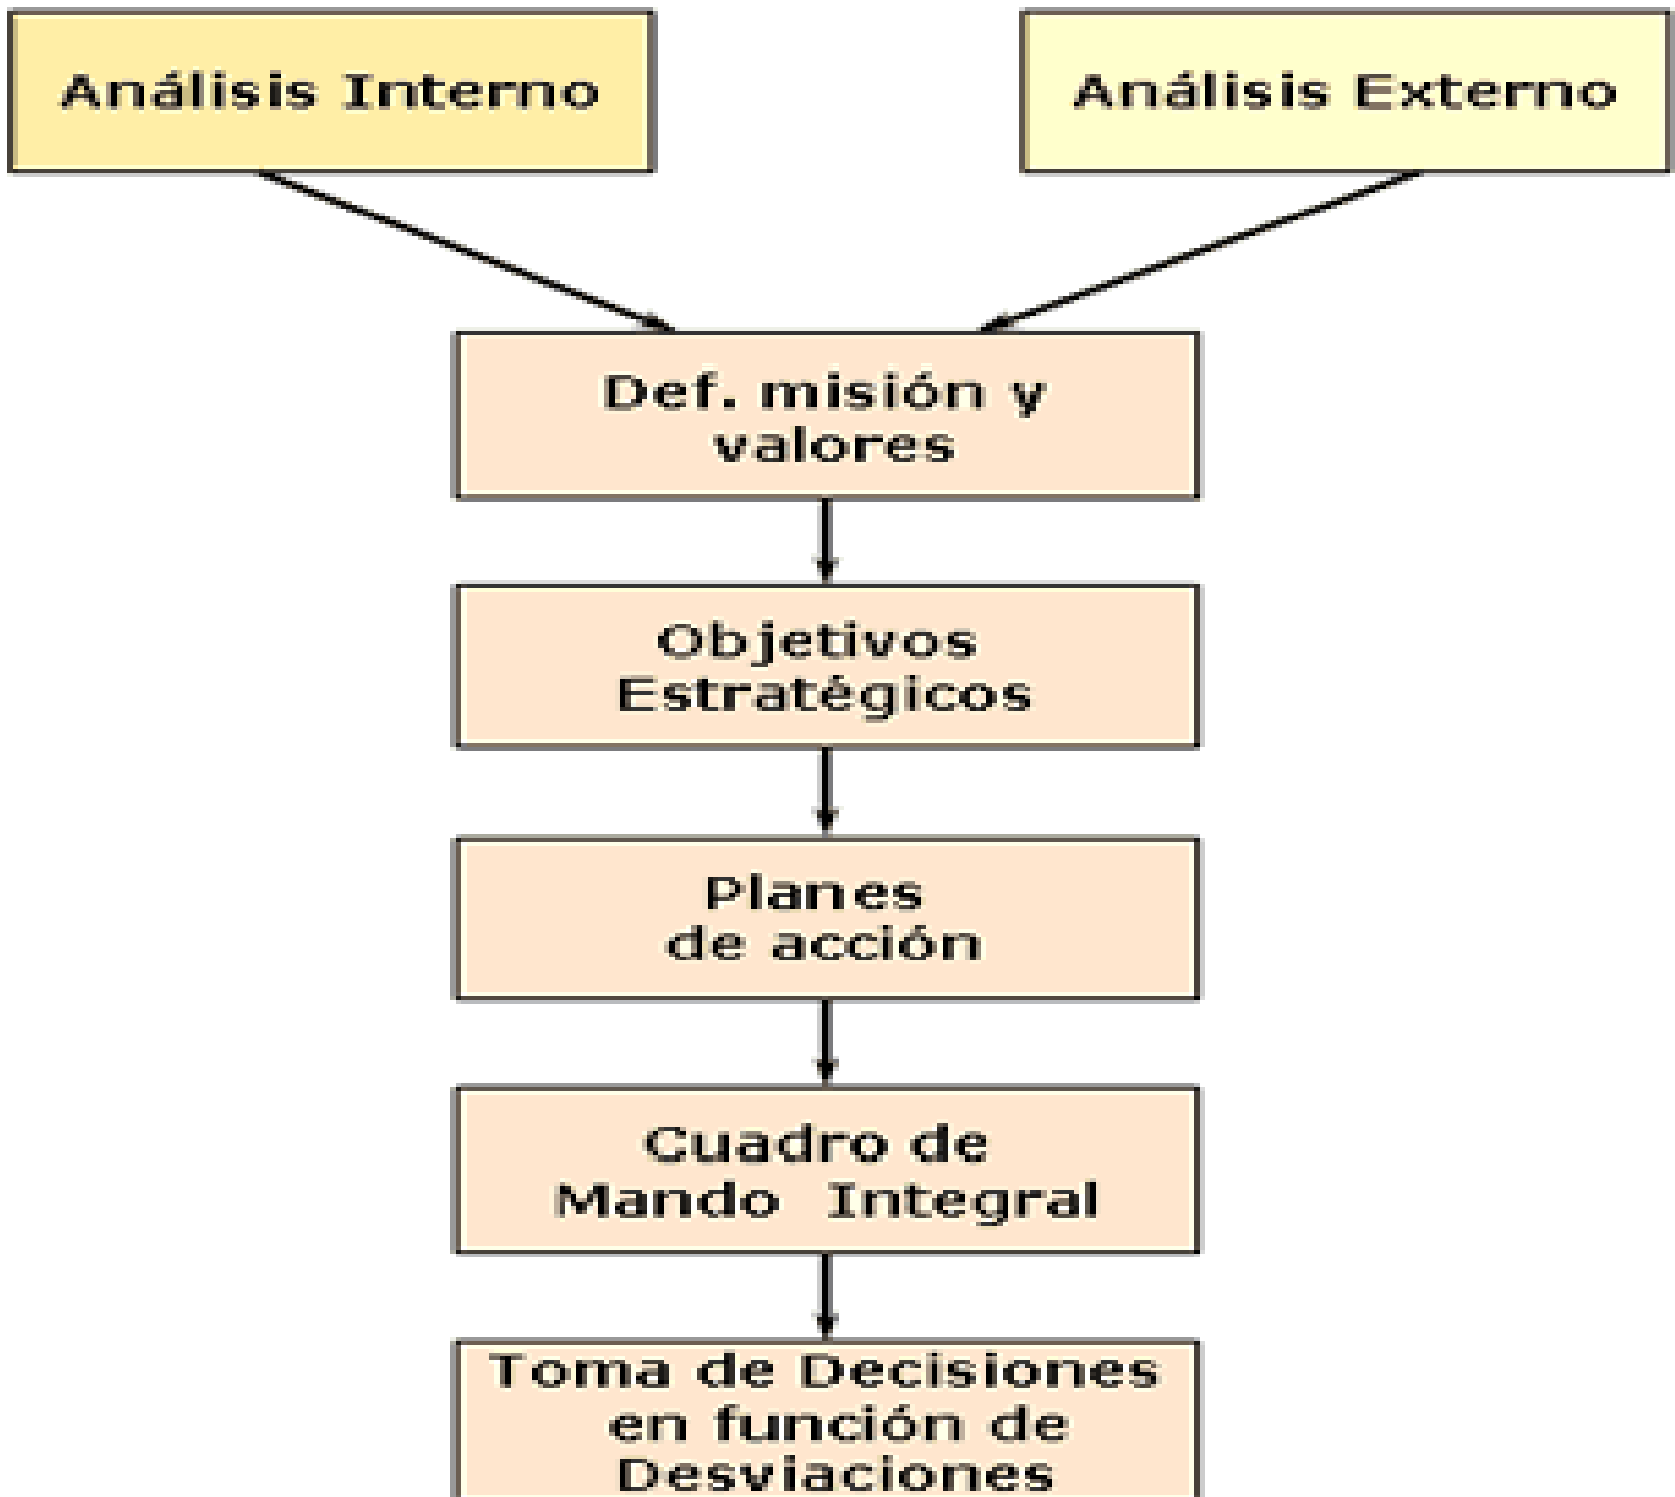 Análisis Interno
Análisis Externo
Def. misión y
valores
Objetivos
Estratégicos
Planes
de acción
Cuadro de
Mando Integral
Toma de Decisiones
en función de
Desviaciones